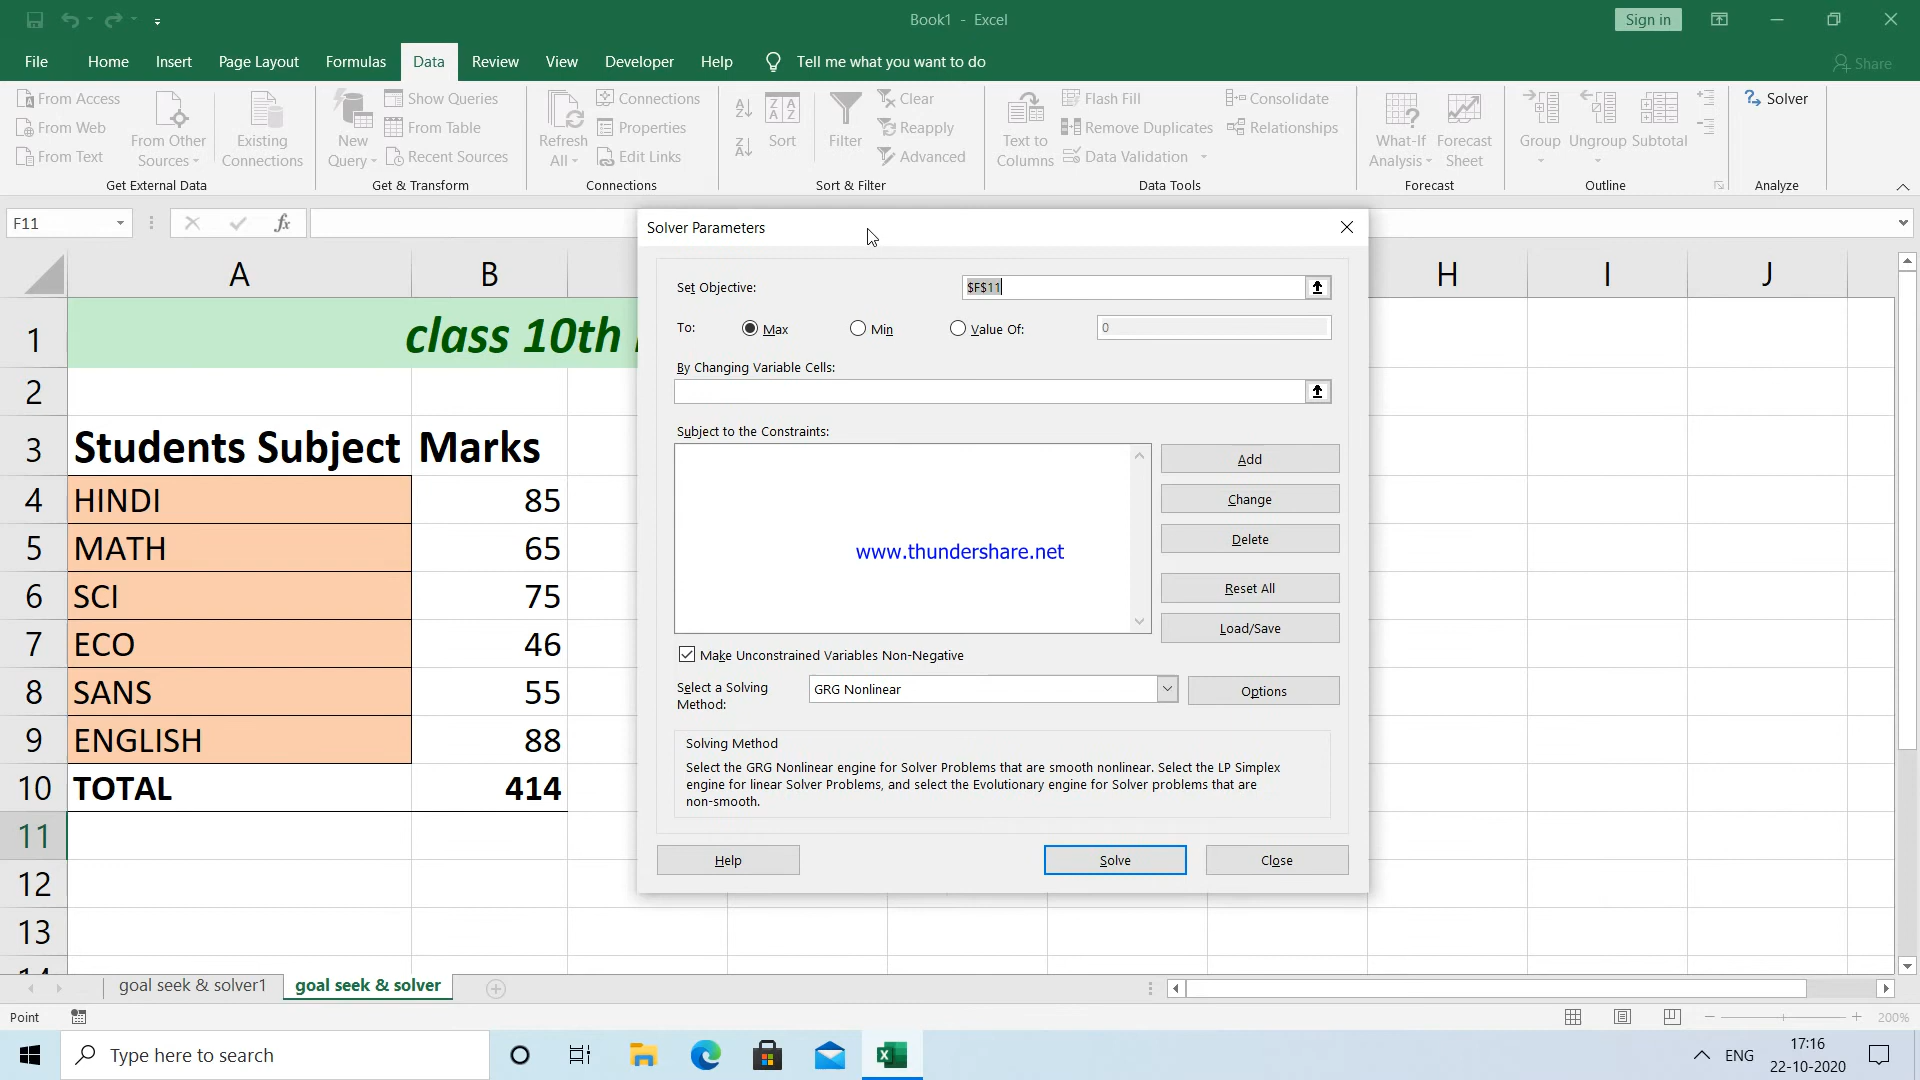 Book1 - Excel
Sign in
File Home Insert Page Layout Formulas Data Review View Developer Help Tell me what you want to do
Share
From Access
From Web
From Text
From Other Sources
Existing Connections
Get External Data
New Query
Show Queries
From Table
Recent Sources
Get & Transform
Refresh All
Connections
Properties
Edit Links
Connections
Sort
Filter
Clear
Reapply
Advanced
Sort & Filter
Text to Columns
Flash Fill
Remove Duplicates
Data Validation
Consolidate
Relationships
Data Tools
What-If Analysis
Forecast Sheet
Forecast
Group
Ungroup
Subtotal
Outline
Solver
Analyze
F11
fx
A B H I J
1 class 10th
2
3 Students Subject Marks
4 HINDI 85
5 MATH 65
6 SCI 75
7 ECO 46
8 SANS 55
9 ENGLISH 88
10 TOTAL 414
11
12
13
14
Solver Parameters
Set Objective: $F$11
To: Max Min Value Of: 0
By Changing Variable Cells:
Subject to the Constraints:
Add
Change
Delete
Reset All
Load/Save
www.thundershare.net
Make Unconstrained Variables Non-Negative
Select a Solving
Method:
GRG Nonlinear
Options
Solving Method
Select the GRG Nonlinear engine for Solver Problems that are smooth nonlinear. Select the LP Simplex
engine for linear Solver Problems, and select the Evolutionary engine for Solver problems that are
non-smooth.
Help Solve Close
goal seek & solver1 goal seek & solver
Point
200%
Type here to search
ENG
17:16
22-10-2020